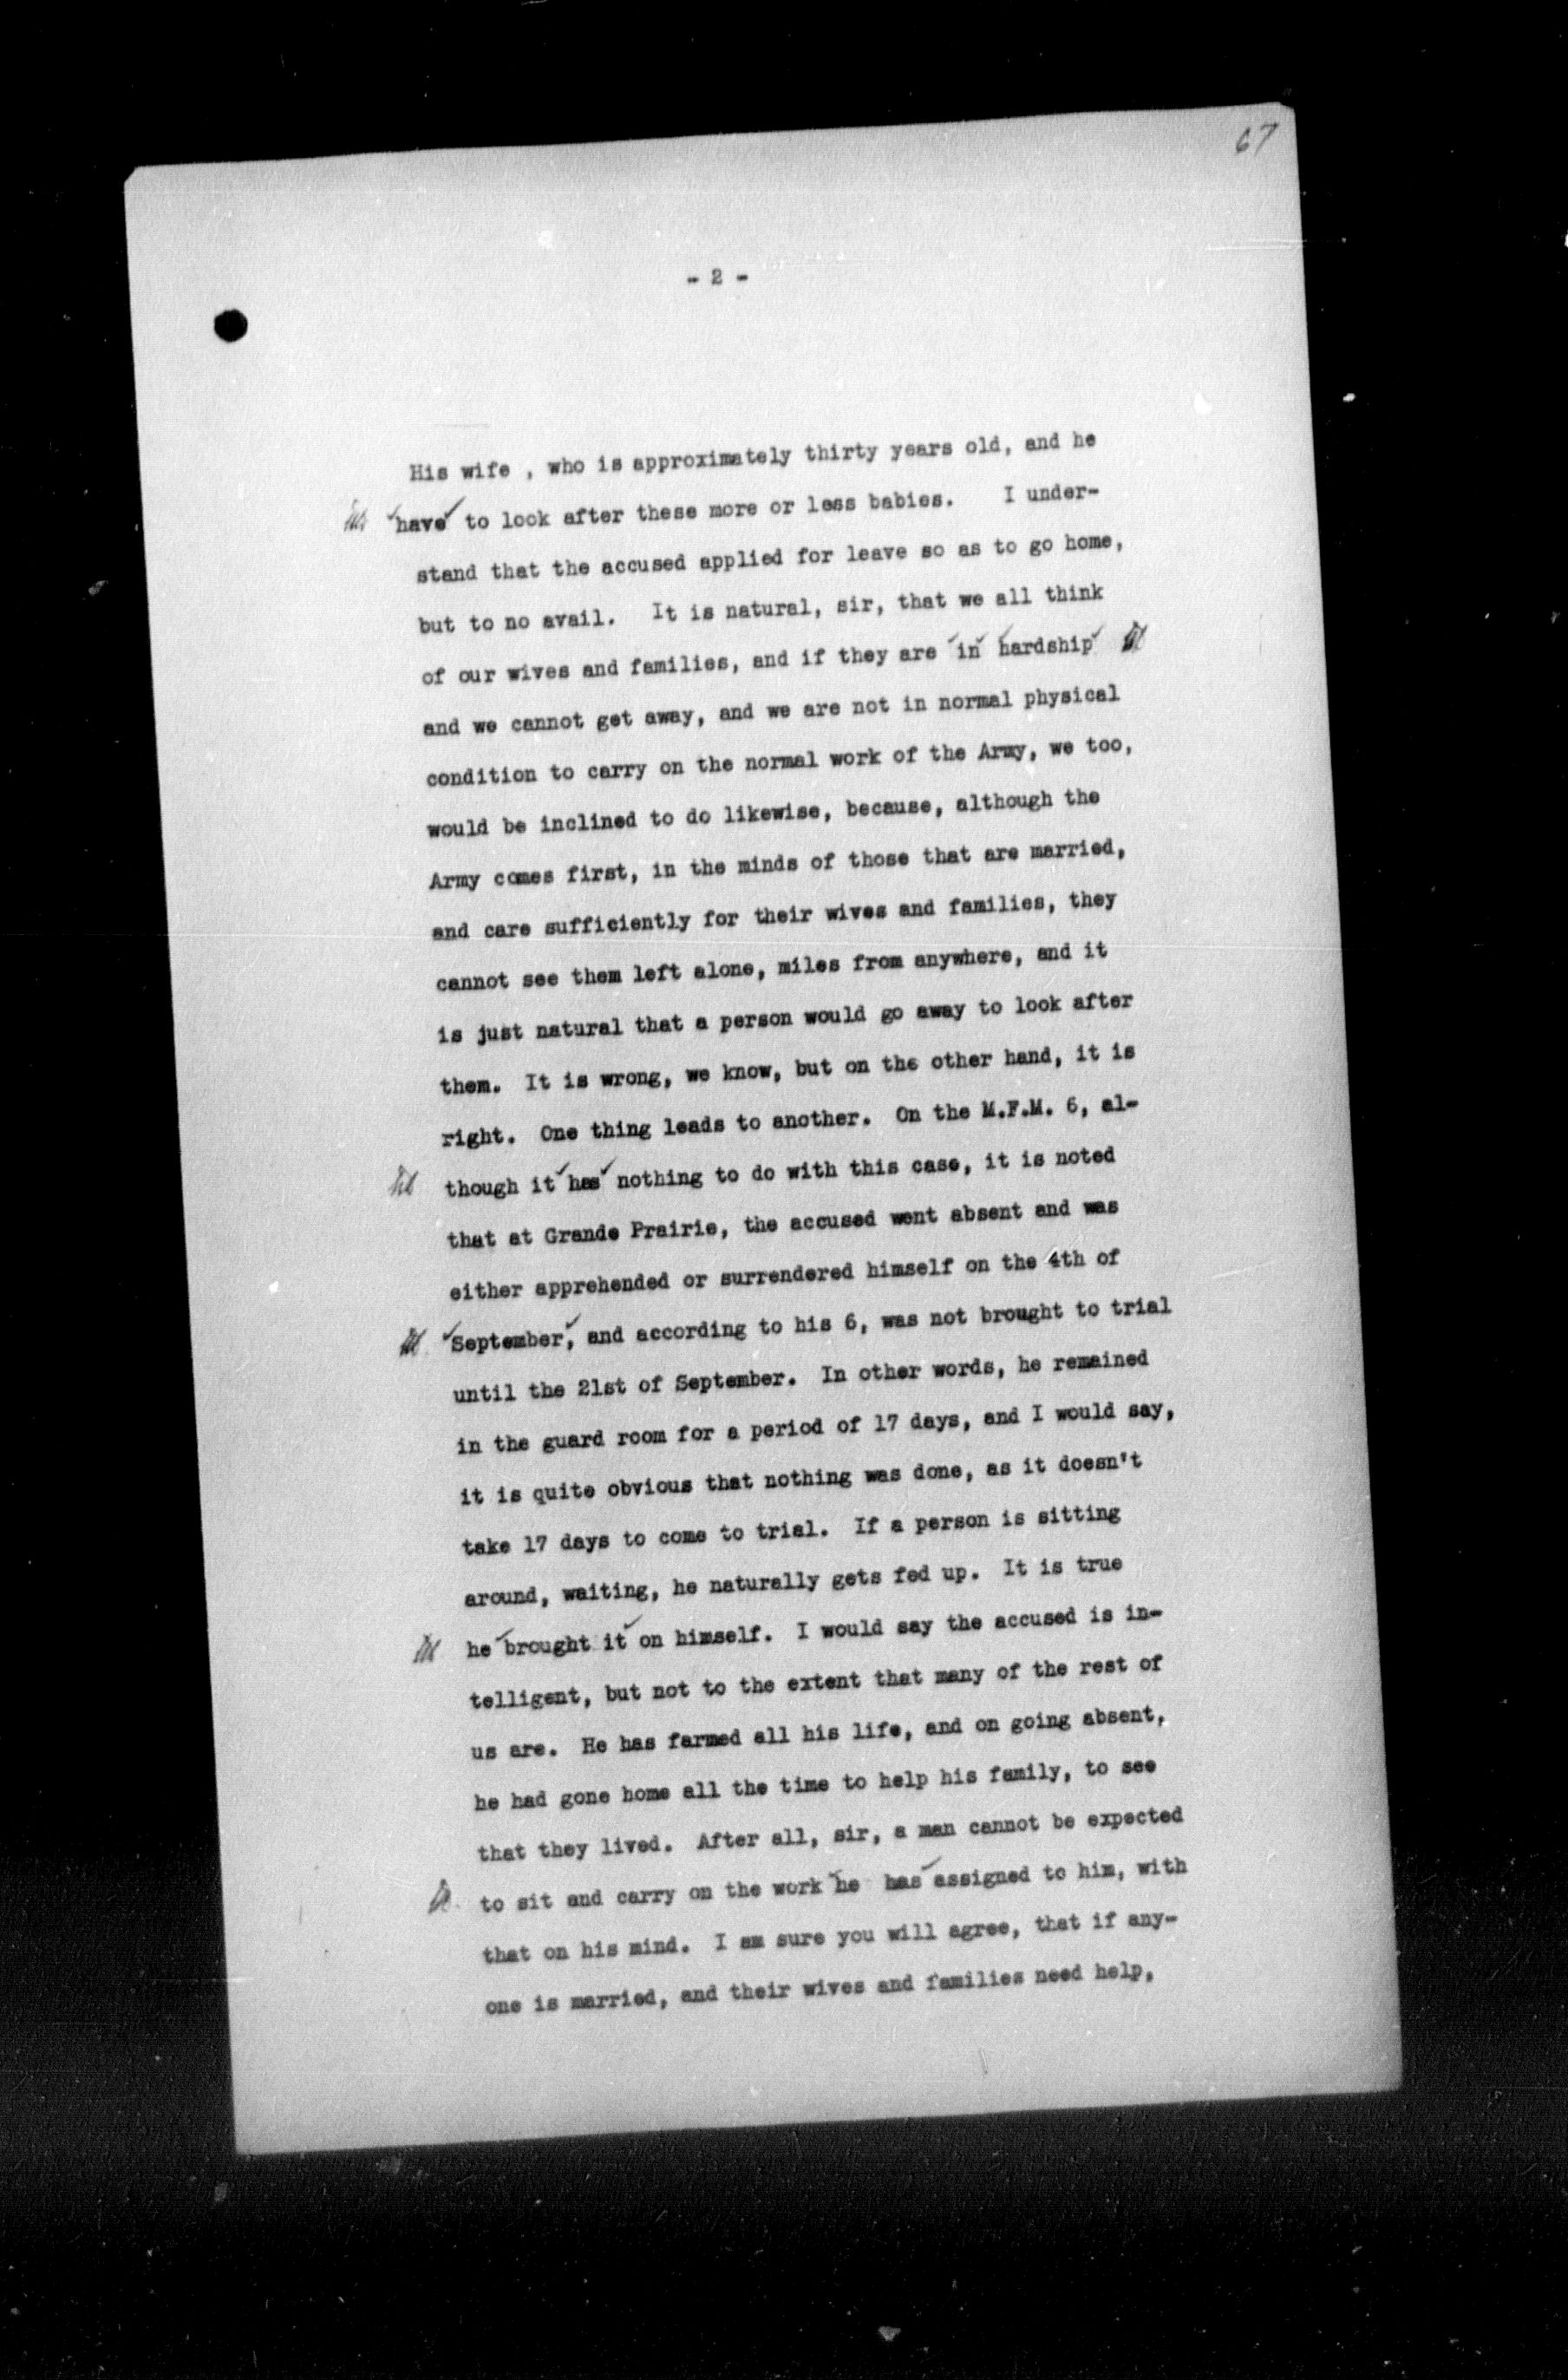 67
- 2 -
His wife , who is approximately thirty years old, and he
have to look after these more or less babies. I under-
stand that the accused applied for leave so as to go home,
but to no avail. It is natural, sir, that we all think
of our wives and families, and if they are in hardship
and we cannot get away, and we are not in normal physical
condition to carry on the normal work of the Army, we too,
would be inclined to do likewise, because, although the
Army comes first, in the minds of those that are married,
and care sufficiently for their wives and families, they
cannot see them left alone, miles from anywhere, and it
is just natural that a person would go away to look after
them. It is wrong, we know, but on the other hand, it is
right. One thing leads to another. On the M.F.M. 6, al-
though it has nothing to do with this case, it is noted
that at Grande Prairie, the accused went absent and was
either apprehended or surrendered himself on the 4th of
September, and according to his 6, was not brought to trial
until the 21st of September. In other words, he remained
in the guard room for a period of 17 days, and I would say,
it is quite obvious that nothing was done, as it doesn't
take 17 days to come to trial. If a person is sitting
around, waiting, he naturally gets fed up. It is true
he brought it on himself. I would say the accused is in-
telligent, but not to the extent that many of the rest of
us are. He has farmed all his life, and on going absent,
he had gone home all the time to help his family, to see
that they lived. After all, sir, a man cannot be expected
to sit and carry on the work he has assigned to him, with
that on his mind. I am sure you will agree, that if any-
one is married, and their wives and families need help,